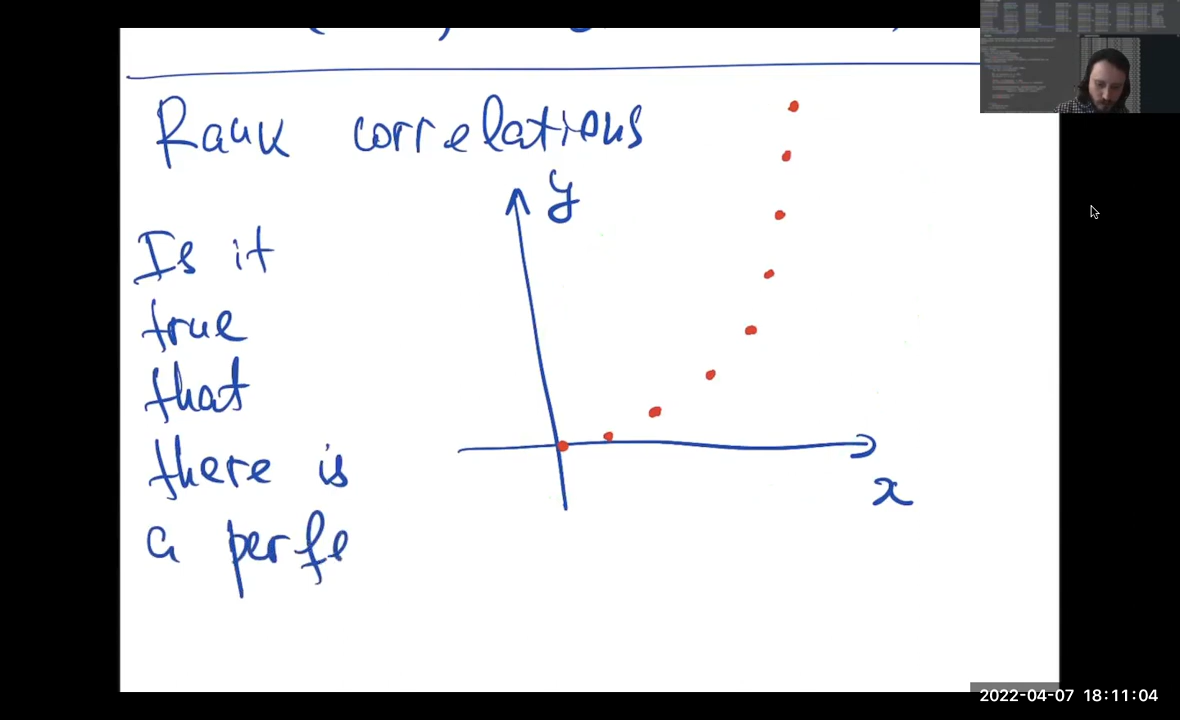 Rank correlations
y
Is it
true
that
there is
a perfe
x
2022-04-07 18:11:04